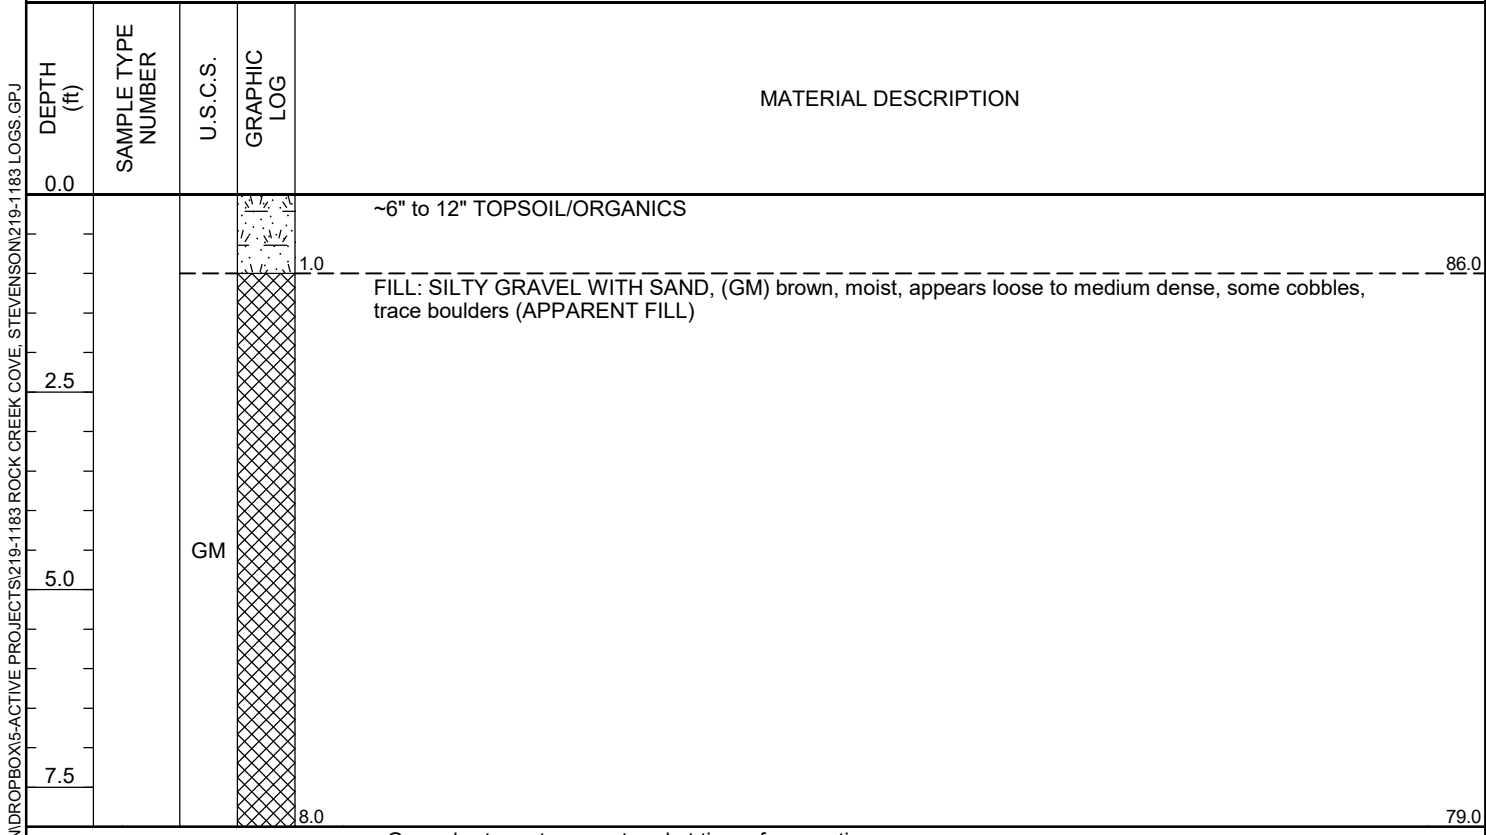 DEPTH
(ft)
SAMPLE TYPE
NUMBER
U.S.C.S.
GRAPHIC
LOG
MATERIAL DESCRIPTION
0.0
~6" to 12" TOPSOIL/ORGANICS
1.0
86.0
FILL: SILTY GRAVEL WITH SAND, (GM) brown, moist, appears loose to medium dense, some cobbles,
trace boulders (APPARENT FILL)
2.5
GM
5.0
7.5
8.0
79.0
DROPBOX\5-ACTIVE PROJECTS\219-1183 ROCK CREEK COVE, STEVENSON\219-1183 LOGS.GPJ